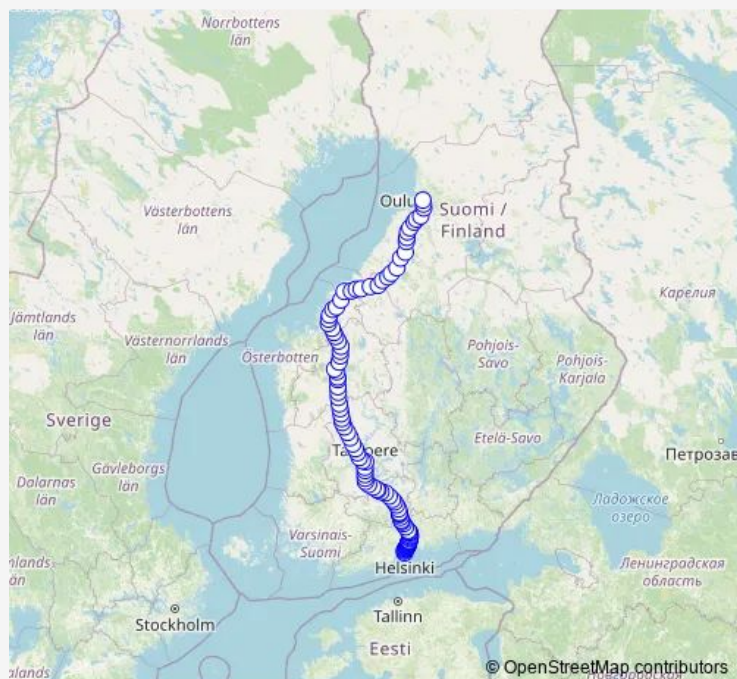 Norrbottens
län
Oulu
Suomi /
Finland
Västerbottens
län
Карелия
Jämtlands
län
Västernorrlands
län
Österbotten
Pohjois-
Savo
Pohjois-
Karjala
Sverige
Etelä-Savo
Gävleborgs
län
Dalarnas
län
Ладожское
озеро
Varsinais-
Suomi
Helsinki
Ленинградская
область
Tallinn
Stockholm
Eesti
© OpenStreetMap contributors